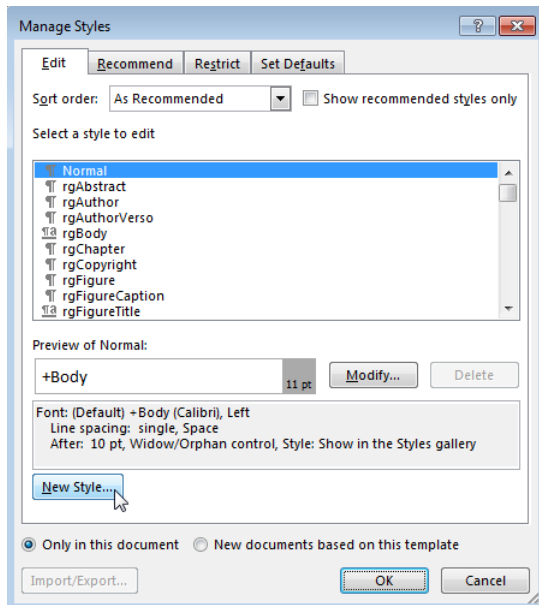 Manage Styles
Edit Recommend Restrict Set Defaults
Sort order: As Recommended Show recommended styles only
Select a style to edit
¶ Normal
¶ rgAbstract
¶ rgAuthor
¶ rgAuthorVerso
¶a rgBody
¶ rgChapter
¶ rgCopyright
¶ rgFigure
¶ rgFigureCaption
¶a rgFigureTitle
Preview of Normal:
+Body 11 pt Modify... Delete
Font: (Default) +Body (Calibri), Left
Line spacing: single, Space
After: 10 pt, Widow/Orphan control, Style: Show in the Styles gallery
New Style...
Only in this document New documents based on this template
Import/Export... OK Cancel